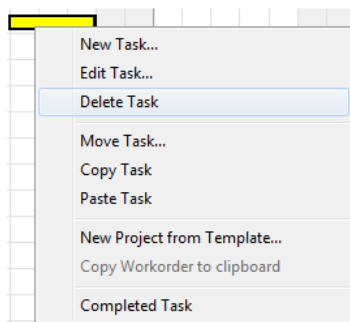 New Task...
Edit Task...
Delete Task
Move Task...
Copy Task
Paste Task
New Project from Template...
Copy Workorder to clipboard
Completed Task